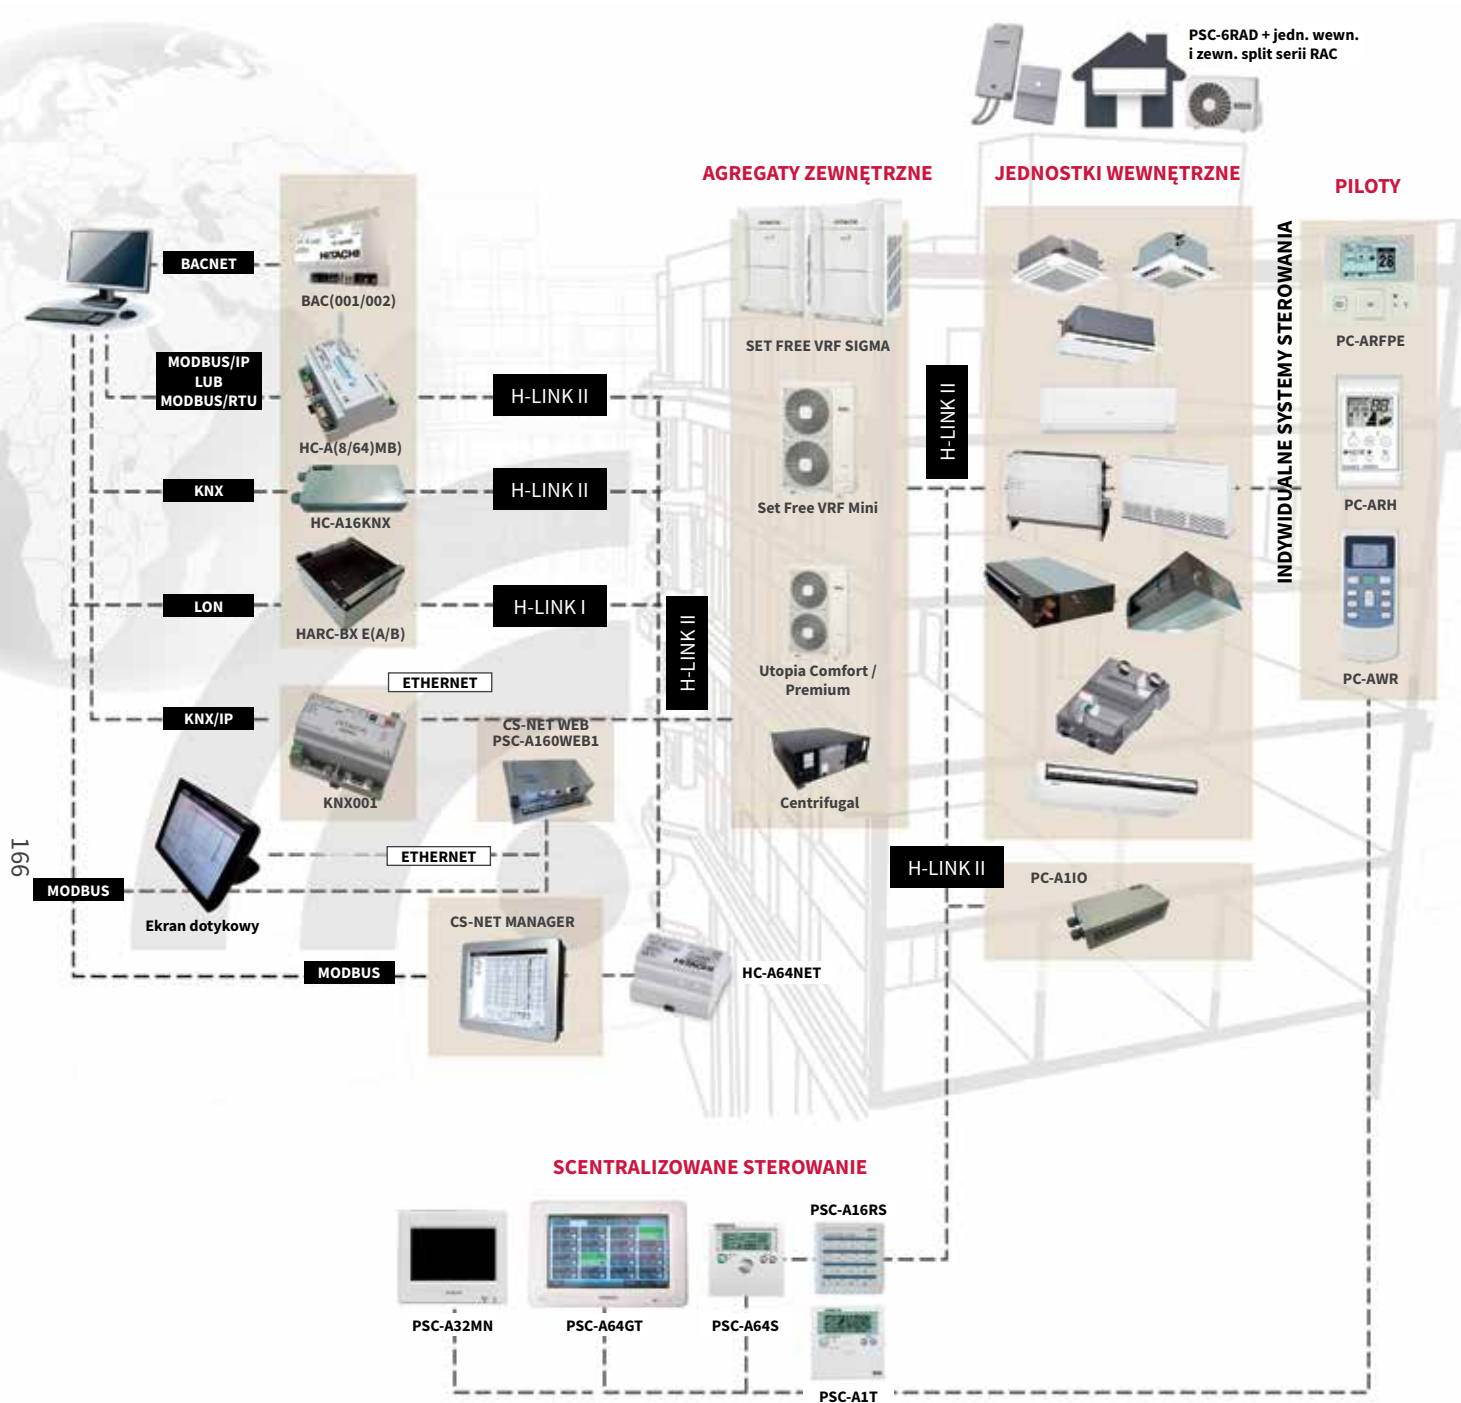 PSC-6RAD + jedn. wewn.
i zewn. split serii RAC
AGREGATY ZEWNĘTRZNE
JEDNOSTKI WEWNĘTRZNE
PILOTY
BACNET
HITACHI
BAC(001/002)
MODBUS/IP
LUB
MODBUS/RTU
HC-A(8/64)MB)
H-LINK II
KNX
HC-A16KNX
H-LINK II
LON
HARC-BX E(A/B)
H-LINK I
H-LINK II
ETHERNET
KNX/IP
KNX001
CS-NET WEB
PSC-A160WEB1
ETHERNET
MODBUS
Ekran dotykowy
166
CS-NET MANAGER
MODBUS
HITACHI
HC-A64NET
SET FREE VRF SIGMA
Set Free VRF Mini
Utopia Comfort /
Premium
Centrifugal
H-LINK II
H-LINK II
PC-A1IO
INDYWIDUALNE SYSTEMY STEROWANIA
28
PC-ARFPE
PC-ARH
PC-AWR
SCENTRALIZOWANE STEROWANIE
PSC-A32MN
PSC-A64GT
PSC-A64S
PSC-A16RS
PSC-A1T